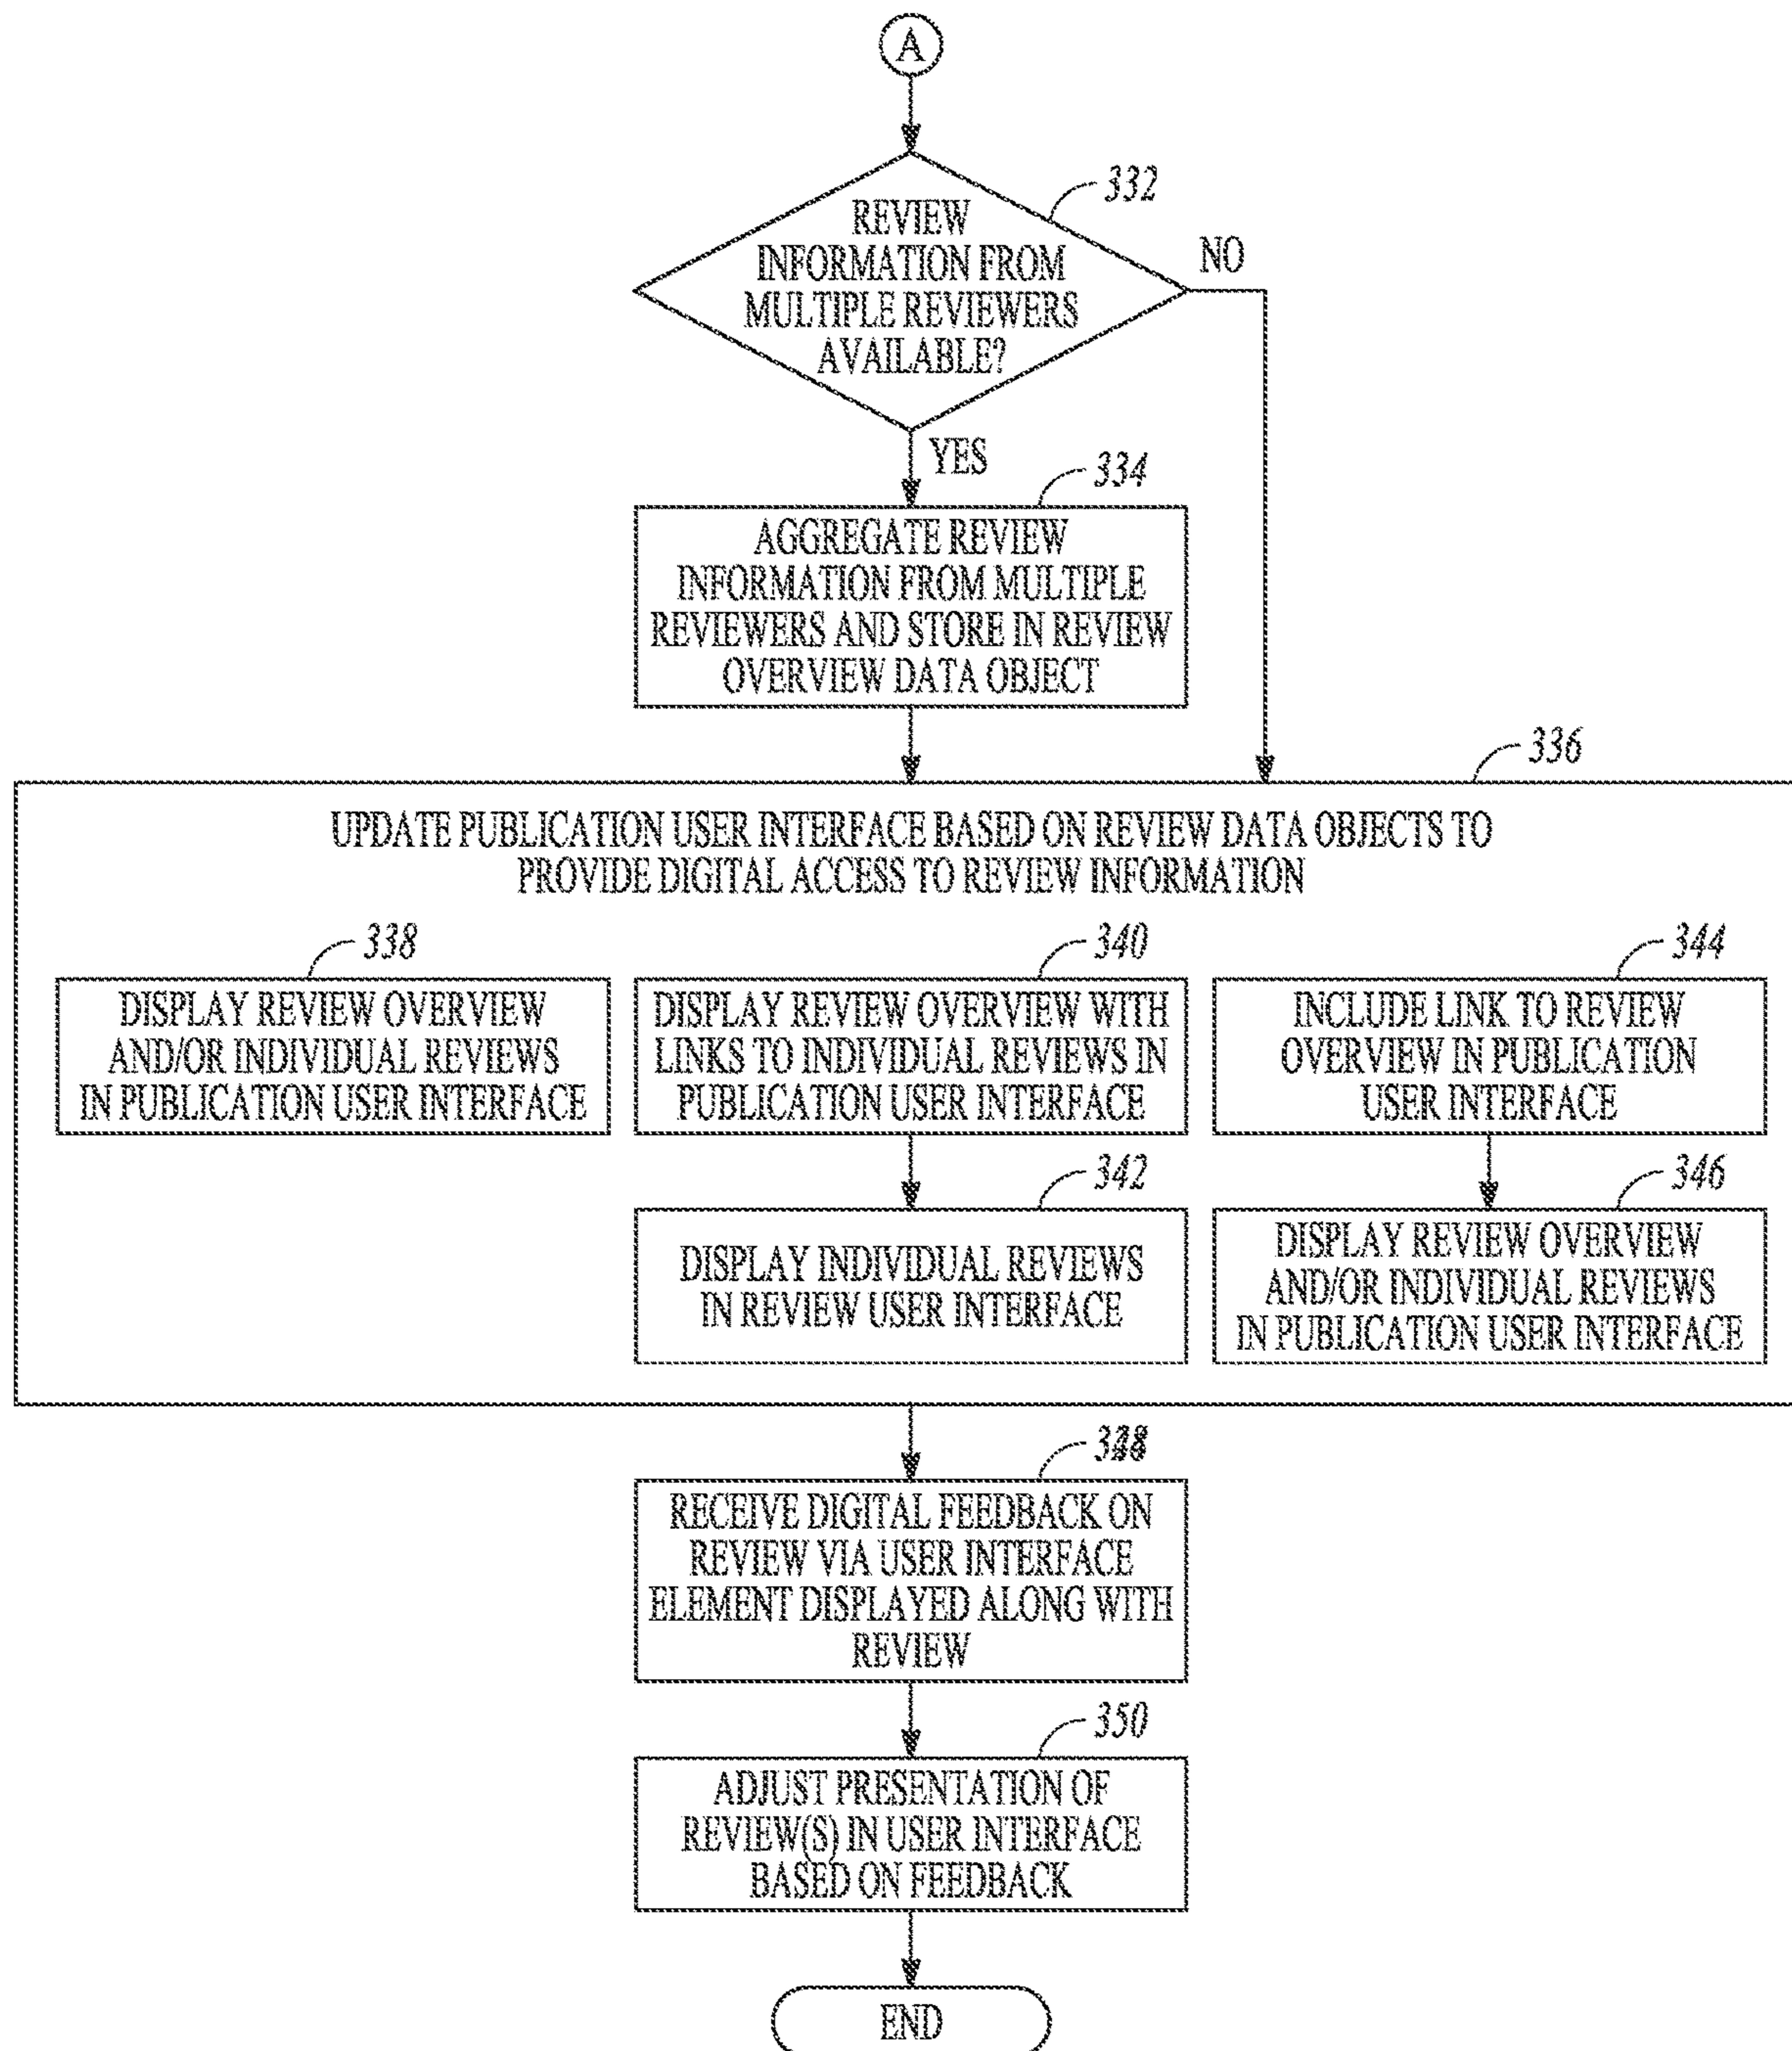 A
332
REVIEW
INFORMATION FROM
MULTIPLE REVIEWERS
AVAILABLE?
NO
YES
334
AGGREGATE REVIEW
INFORMATION FROM MULTIPLE
REVIEWERS AND STORE IN REVIEW
OVERVIEW DATA OBJECT
336
UPDATE PUBLICATION USER INTERFACE BASED ON REVIEW DATA OBJECTS TO
PROVIDE DIGITAL ACCESS TO REVIEW INFORMATION
338
DISPLAY REVIEW OVERVIEW
AND/OR INDIVIDUAL REVIEWS
IN PUBLICATION USER INTERFACE
340
DISPLAY REVIEW OVERVIEW WITH
LINKS TO INDIVIDUAL REVIEWS IN
PUBLICATION USER INTERFACE
342
DISPLAY INDIVIDUAL REVIEWS
IN REVIEW USER INTERFACE
344
INCLUDE LINK TO REVIEW
OVERVIEW IN PUBLICATION
USER INTERFACE
346
DISPLAY REVIEW OVERVIEW
AND/OR INDIVIDUAL REVIEWS
IN PUBLICATION USER INTERFACE
RECEIVE DIGITAL FEEDBACK ON
REVIEW VIA USER INTERFACE
ELEMENT DISPLAYED ALONG WITH
REVIEW
350
ADJUST PRESENTATION OF
REVIEW(S) IN USER INTERFACE
BASED ON FEEDBACK
END